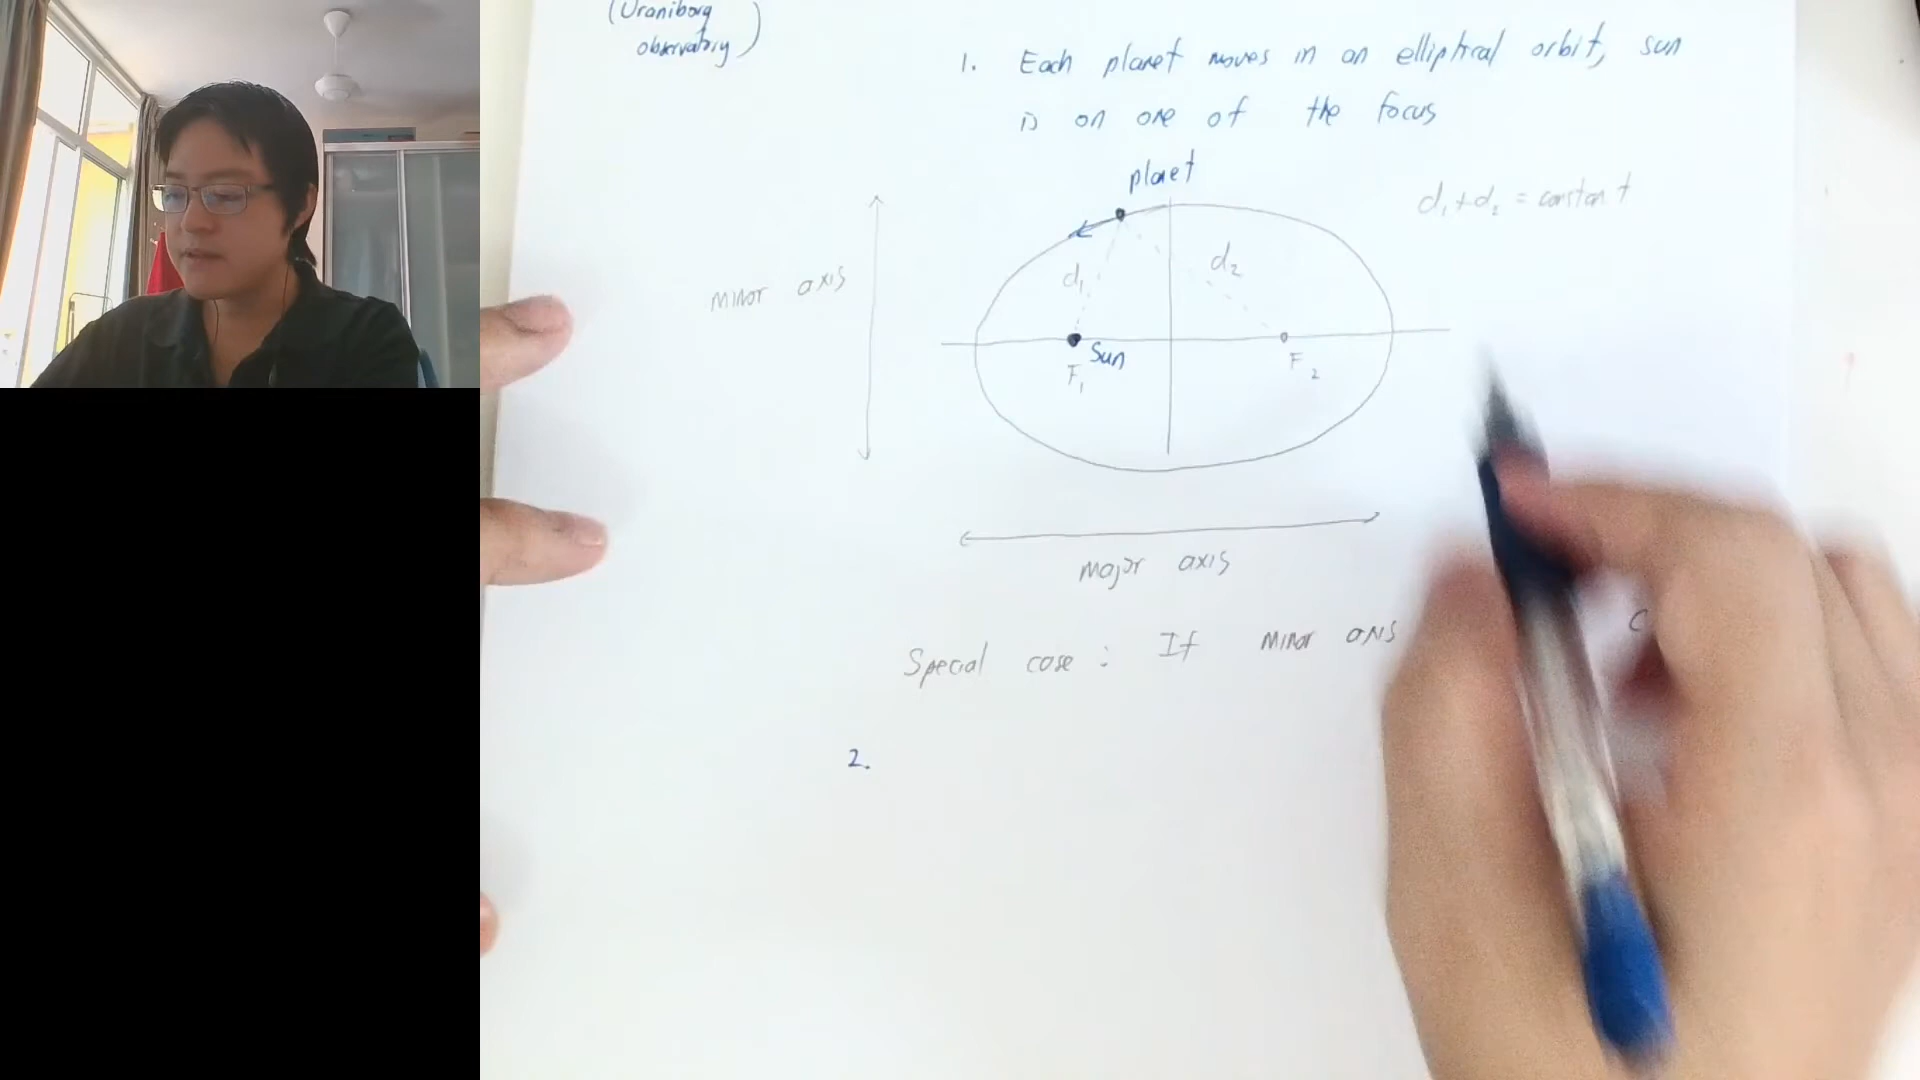 (Uraniborg
observatory)
1. Each planet moves in an elliptical orbit, sun
is on one of the focus
planet
d₁+d₂ = constant
d₂
d₁
minor axis
Sun
F₁
F₂
major axis
Special case : If minor axis
2.